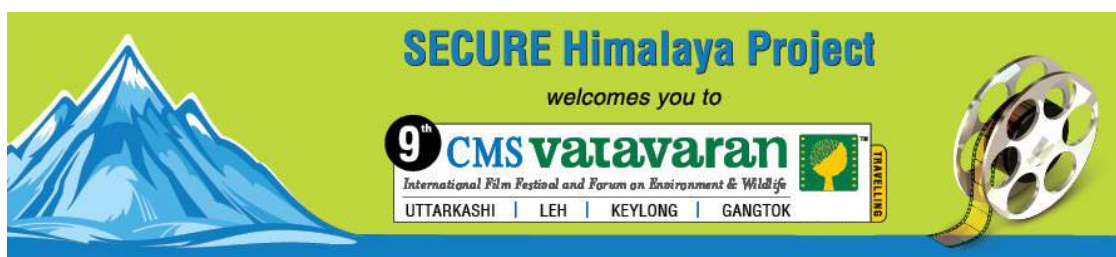 SECURE Himalaya Project
welcomes you to
9th CMS vatavaran
TM
International Film Festival and Forum on Environment & Wildlife
UTTARKASHI | LEH | KEYLONG | GANGTOK
TRAVELLING